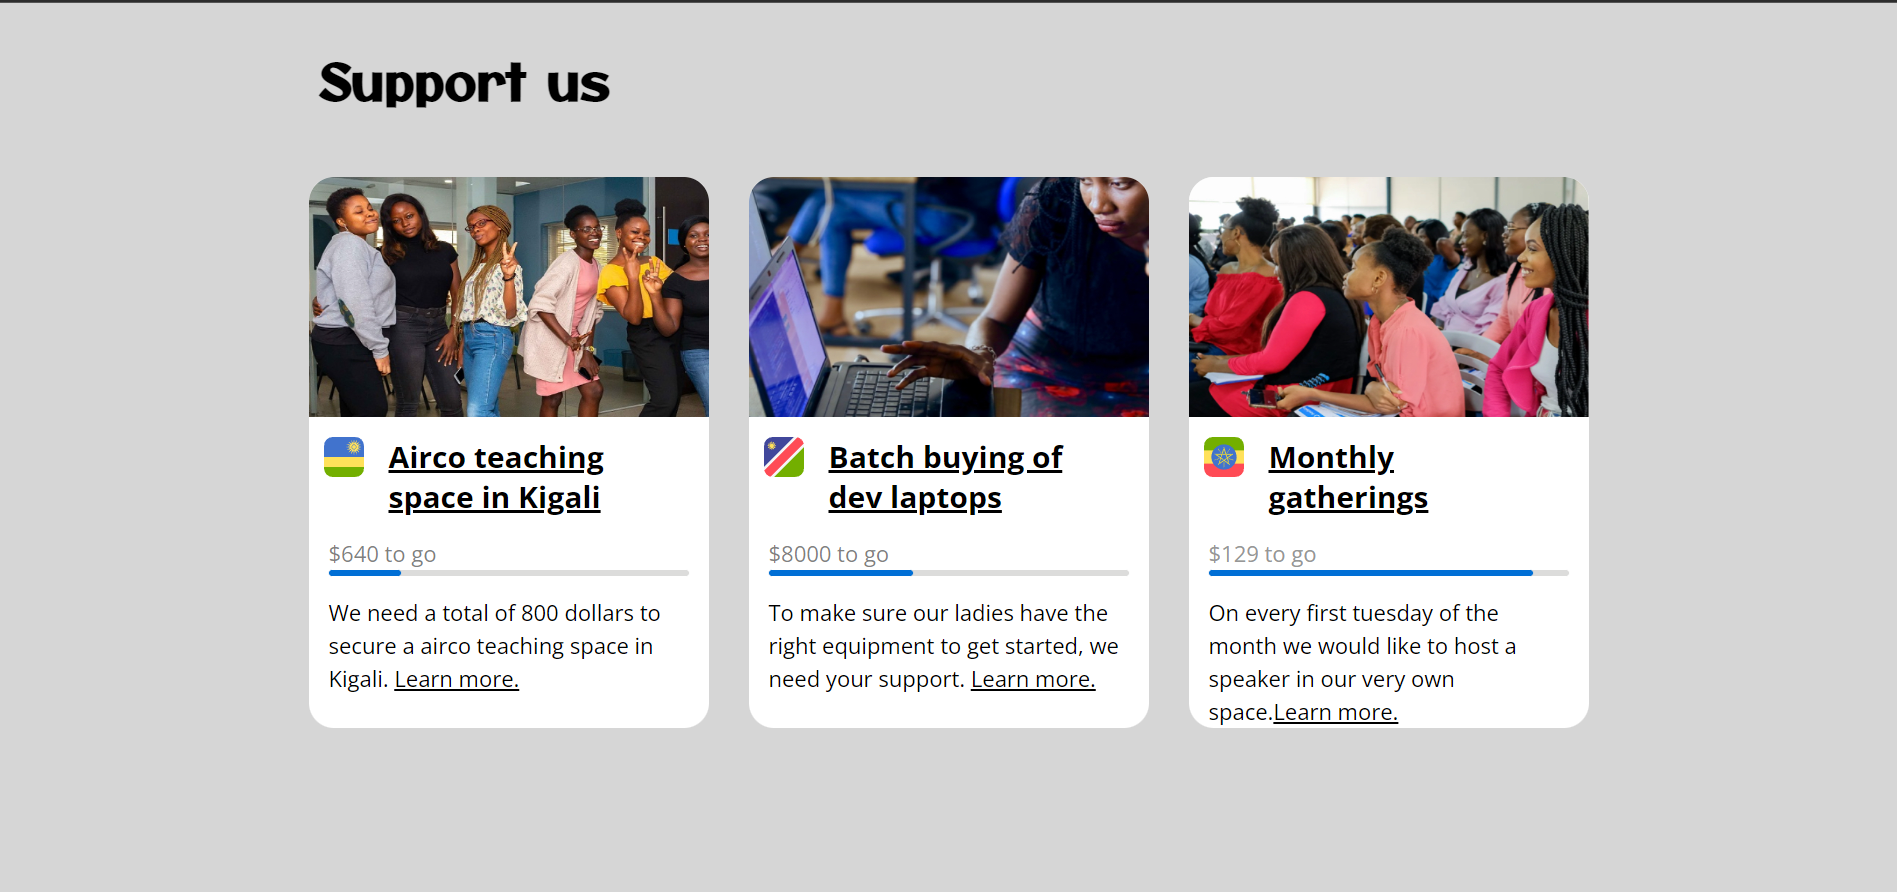 Support us
Airco teaching
space in Kigali
$640 to go
We need a total of 800 dollars to
secure a airco teaching space in
Kigali. Learn more.
Batch buying of
dev laptops
$8000 to go
To make sure our ladies have the
right equipment to get started, we
need your support. Learn more.
Monthly
gatherings
$129 to go
On every first tuesday of the
month we would like to host a
speaker in our very own
space.Learn more.